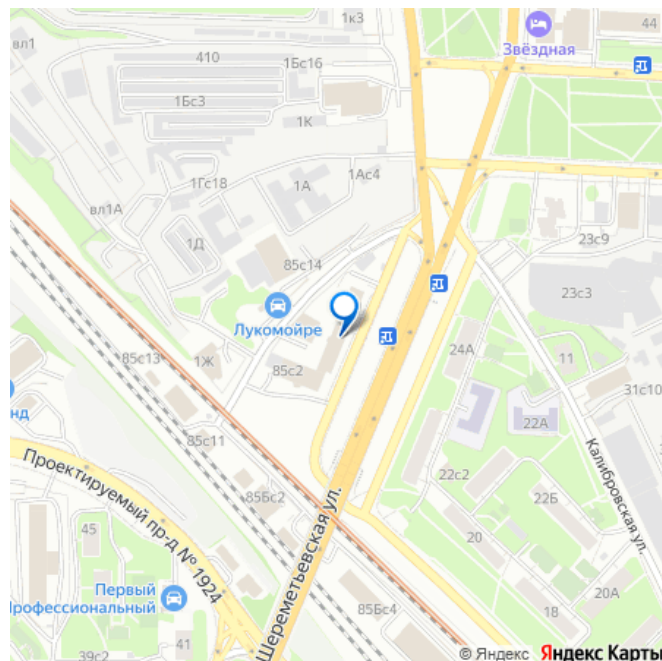 вл1
1к3
44
Звёздная
410
1Бс16
1Бс3
1К
1Ас4
1Гс18
1А
вл1А
1Д
23с9
85с14
23с3
Лукомойре
24А
85с13
1Ж
85с2
11
31с10
нд
22А
85с11
Калибровская ул.
22с2
Проектируемый пр-д № 1924
85Бс2
22Б
Шереметьевская ул.
45
20
Первый
Профессиональный
20А
85Бс4
18
41
39с2
© Яндекс Яндекс Карты